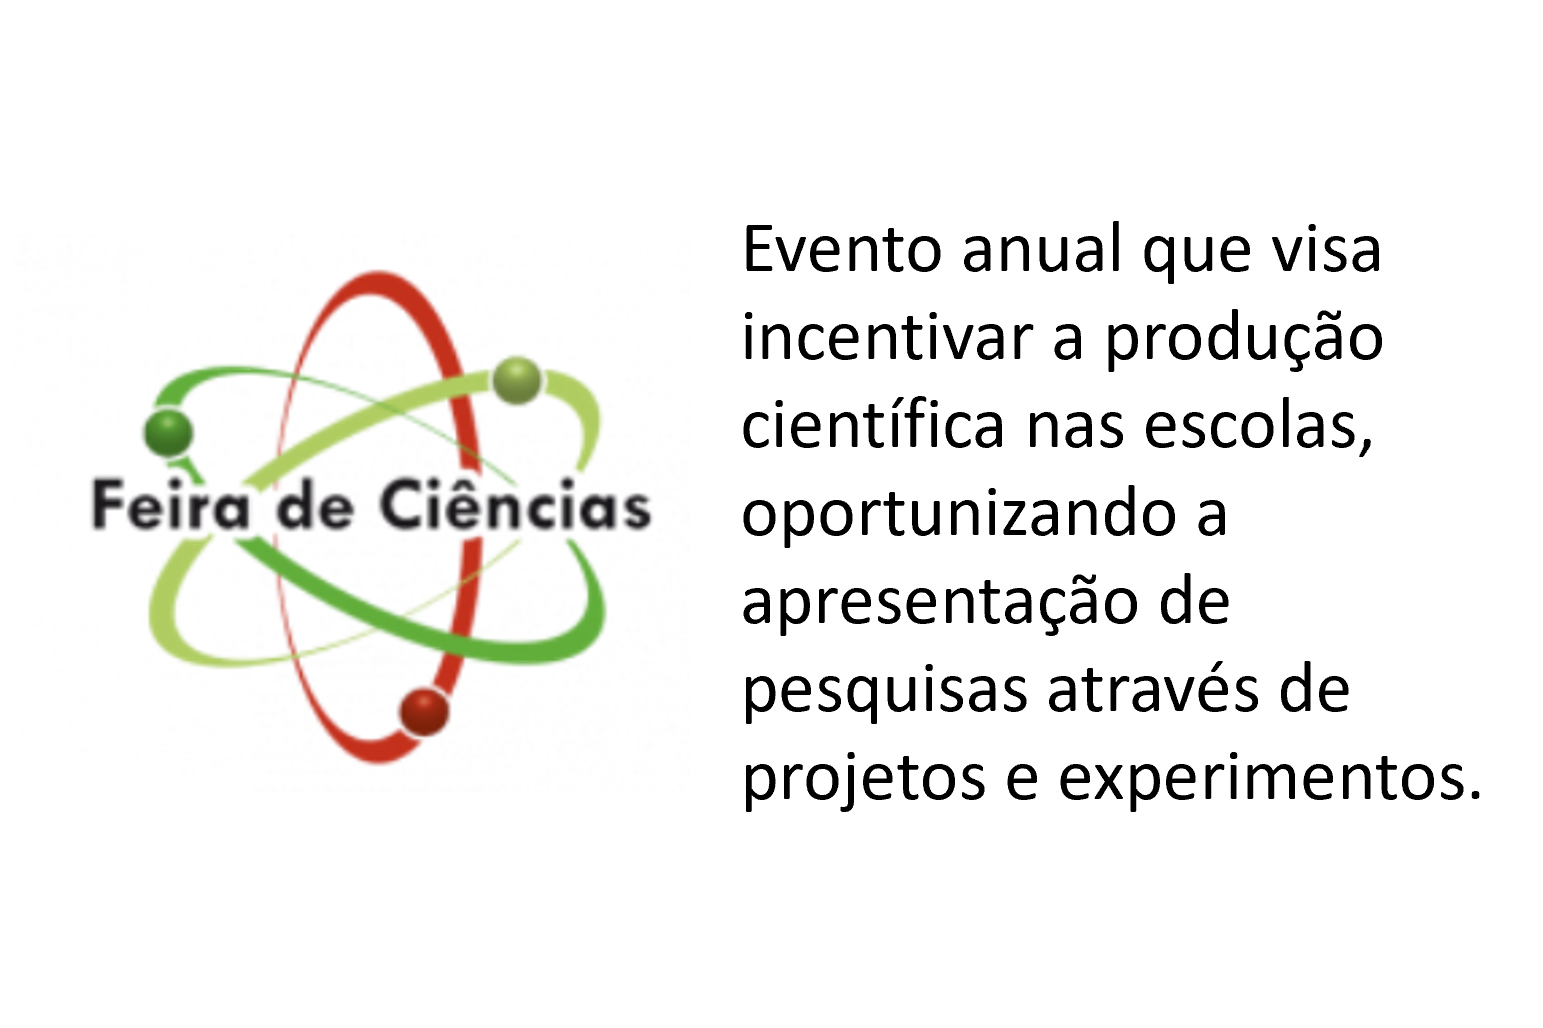 Feira de Ciências
Evento anual que visa
incentivar a produção
científica nas escolas,
oportunizando a
apresentação de
pesquisas através de
projetos e experimentos.